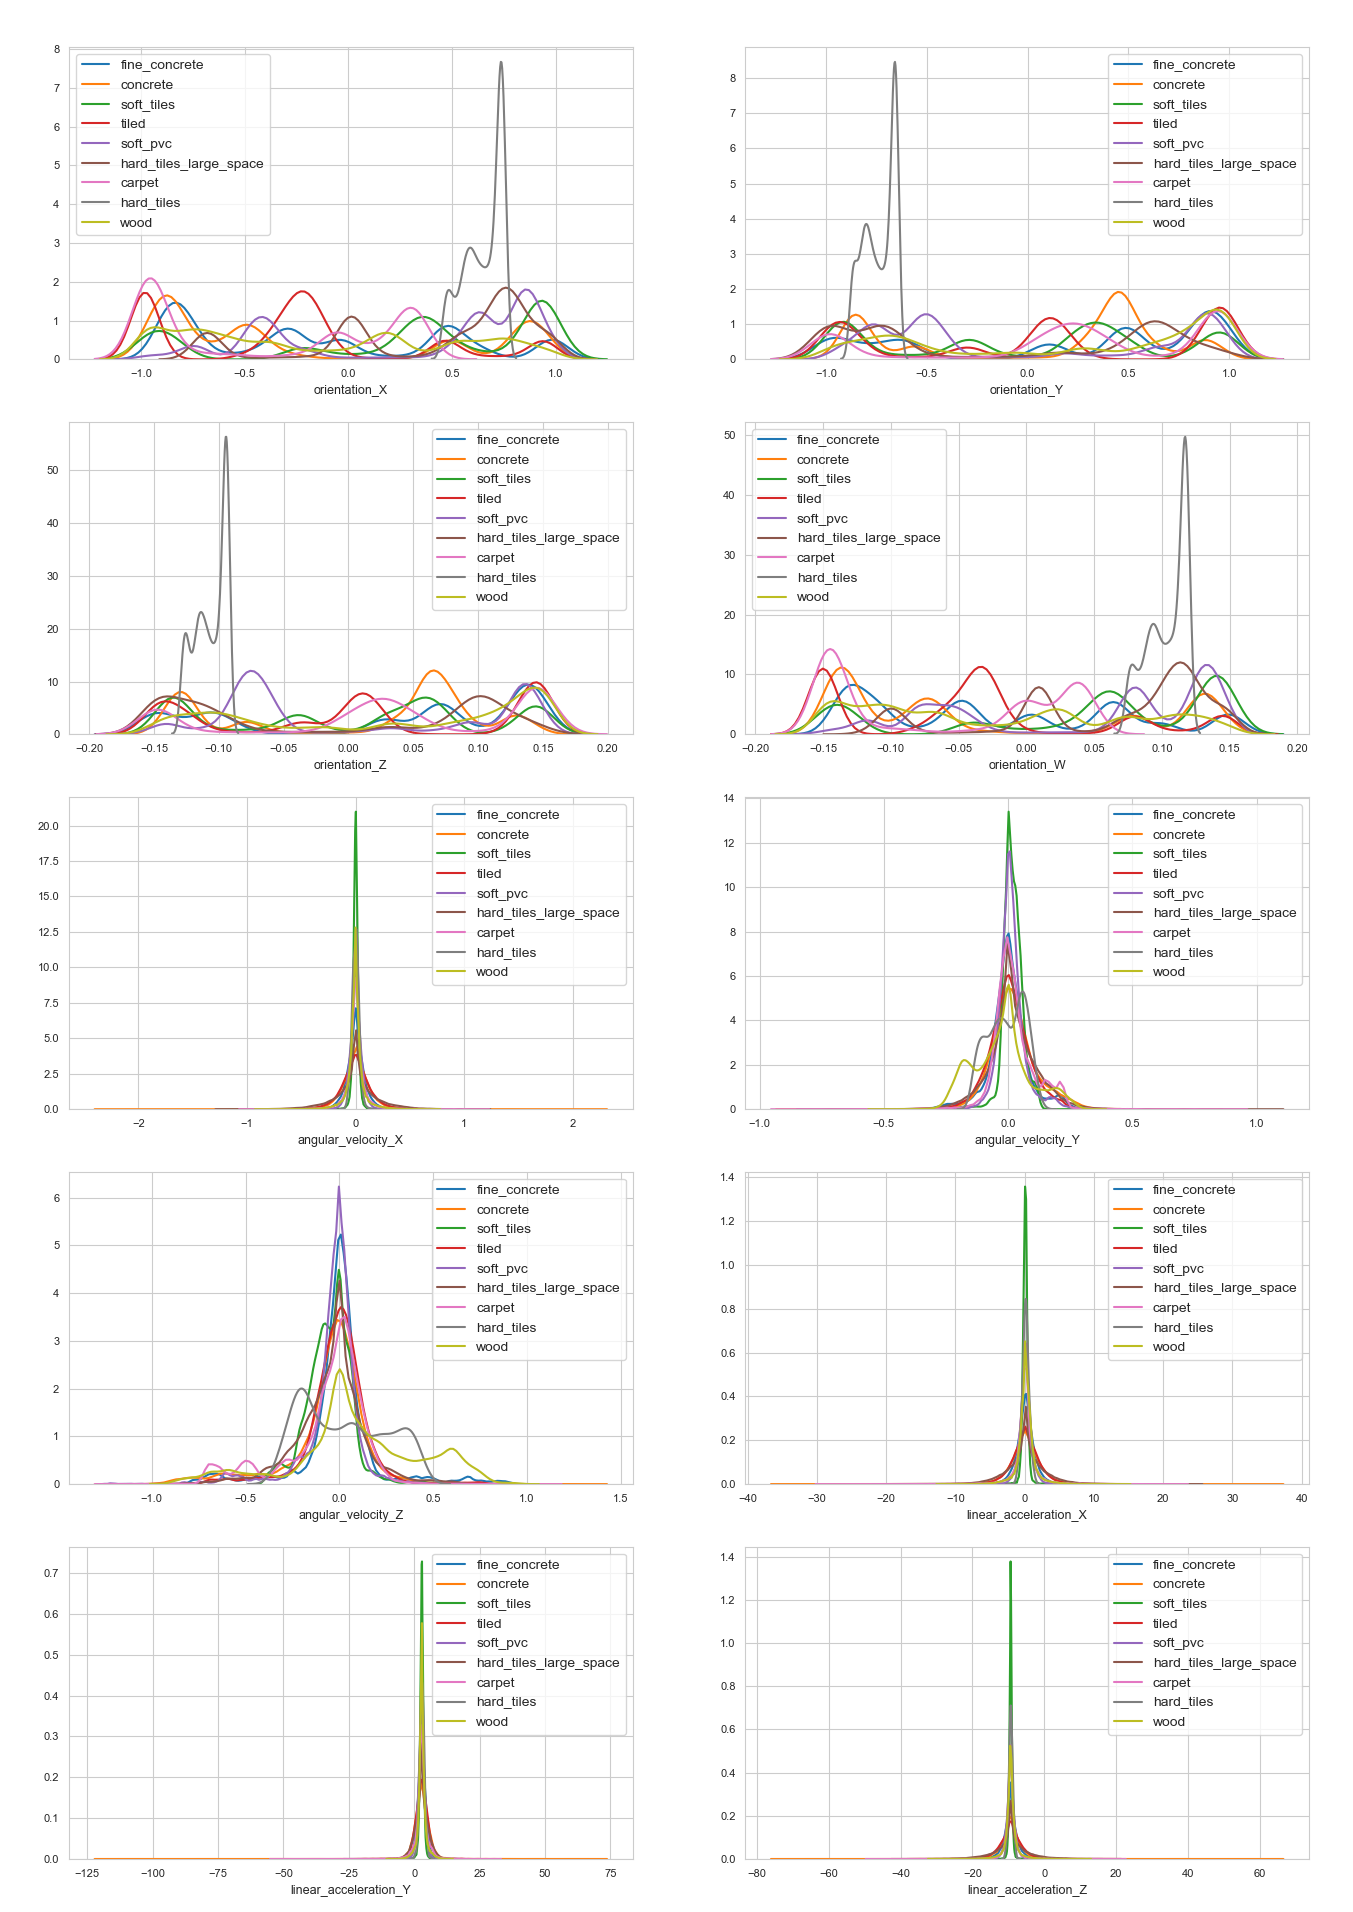 8
7
6
5
4
3
2
1
0
fine_concrete
concrete
soft_tiles
tiled
soft_pvc
hard_tiles_large_space
carpet
hard_tiles
wood
−1.0 −0.5 0.0 0.5 1.0
orientation_X
8
7
6
5
4
3
2
1
0
fine_concrete
concrete
soft_tiles
tiled
soft_pvc
hard_tiles_large_space
carpet
hard_tiles
wood
−1.0 −0.5 0.0 0.5 1.0
orientation_Y
50
40
30
20
10
0
fine_concrete
concrete
soft_tiles
tiled
soft_pvc
hard_tiles_large_space
carpet
hard_tiles
wood
−0.20 −0.15 −0.10 −0.05 0.00 0.05 0.10 0.15 0.20
orientation_Z
50
40
30
20
10
0
fine_concrete
concrete
soft_tiles
tiled
soft_pvc
hard_tiles_large_space
carpet
hard_tiles
wood
−0.20 −0.15 −0.10 −0.05 0.00 0.05 0.10 0.15 0.20
orientation_W
20.0
17.5
15.0
12.5
10.0
7.5
5.0
2.5
0.0
fine_concrete
concrete
soft_tiles
tiled
soft_pvc
hard_tiles_large_space
carpet
hard_tiles
wood
−2 −1 0 1 2
angular_velocity_X
14
12
10
8
6
4
2
0
fine_concrete
concrete
soft_tiles
tiled
soft_pvc
hard_tiles_large_space
carpet
hard_tiles
wood
−1.0 −0.5 0.0 0.5 1.0
angular_velocity_Y
6
5
4
3
2
1
0
fine_concrete
concrete
soft_tiles
tiled
soft_pvc
hard_tiles_large_space
carpet
hard_tiles
wood
−1.0 −0.5 0.0 0.5 1.0 1.5
angular_velocity_Z
1.4
1.2
1.0
0.8
0.6
0.4
0.2
0.0
fine_concrete
concrete
soft_tiles
tiled
soft_pvc
hard_tiles_large_space
carpet
hard_tiles
wood
−40 −30 −20 −10 0 10 20 30 40
linear_acceleration_X
0.7
0.6
0.5
0.4
0.3
0.2
0.1
0.0
fine_concrete
concrete
soft_tiles
tiled
soft_pvc
hard_tiles_large_space
carpet
hard_tiles
wood
−125 −100 −75 −50 −25 0 25 50 75
linear_acceleration_Y
1.4
1.2
1.0
0.8
0.6
0.4
0.2
0.0
fine_concrete
concrete
soft_tiles
tiled
soft_pvc
hard_tiles_large_space
carpet
hard_tiles
wood
−80 −60 −40 −20 0 20 40 60
linear_acceleration_Z